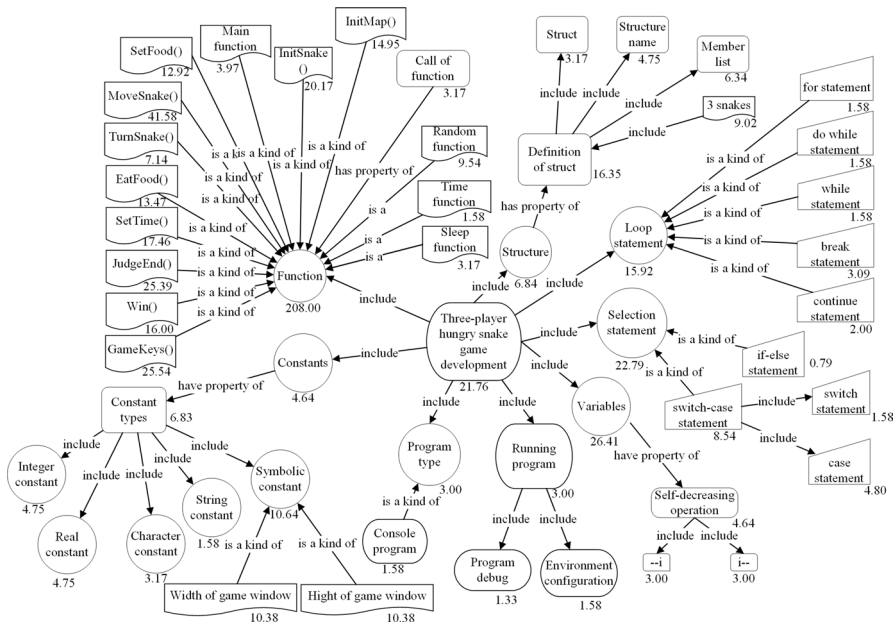 SetFood()
12.92
Main
function
3.97
InitSnake
()
20.17
InitMap()
14.95
Call of
function
3.17
MoveSnake()
41.58
TurnSnake()
7.14
EatFood()
13.47
SetTime()
17.46
JudgeEnd()
25.39
Win()
16.00
GameKeys()
25.54
Random
function
9.54
Time
function
1.58
Sleep
function
3.17
is a kind of
is a kind of
is a kind of
is a kind of
is a kind of
has property of
is a
is a
is a
is a kind of
is a kind of
is a kind of
is a kind of
is a kind of
Function
208.00
Struct
3.17
Structure
name
4.75
Member
list
6.34
3 snakes
9.02
include
include
include
include
Definition
of struct
16.35
has property of
Structure
6.84
include
for statement
1.58
do while
statement
1.58
while
statement
1.58
break
statement
3.09
continue
statement
2.00
is a kind of
is a kind of
is a kind of
is a kind of
is a kind of
Loop
statement
15.92
include
include
Three-player
hungry snake
game
development
21.76
include
Selection
statement
22.79
is a kind of
if-else
statement
0.79
is a kind of
switch-case
statement
8.54
include
switch
statement
1.58
include
case
statement
4.80
include
Constants
4.64
have property of
Constant
types
6.83
include
include
include
include
include
Integer
constant
4.75
Real
constant
4.75
Character
constant
3.17
String
constant
1.58
Symbolic
constant
10.64
is a kind of
is a kind of
Width of game window
10.38
Hight of game window
10.38
include
Program
type
3.00
is a kind of
Console
program
1.58
include
Running
program
3.00
include
include
Program
debug
1.33
Environment
configuration
1.58
include
Variables
26.41
have property of
Self-decreasing
operation
4.64
include
include
--i
3.00
i--
3.00